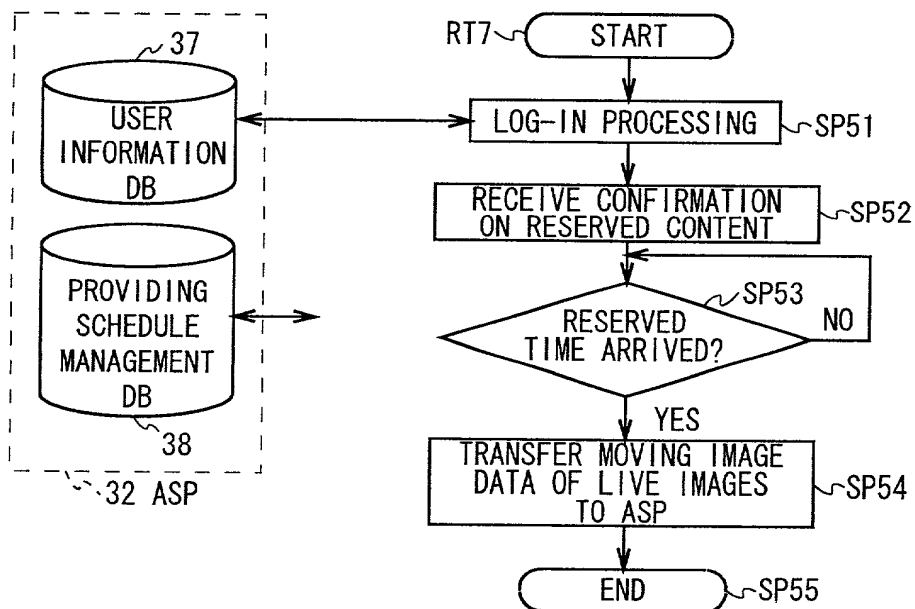 37
USER
INFORMATION
DB
PROVIDING
SCHEDULE
MANAGEMENT
DB
38
32 ASP
RT7
START
LOG-IN PROCESSING
SP51
RECEIVE CONFIRMATION
ON RESERVED CONTENT
SP52
SP53
RESERVED
TIME ARRIVED?
NO
YES
TRANSFER MOVING IMAGE
DATA OF LIVE IMAGES
TO ASP
SP54
END
SP55